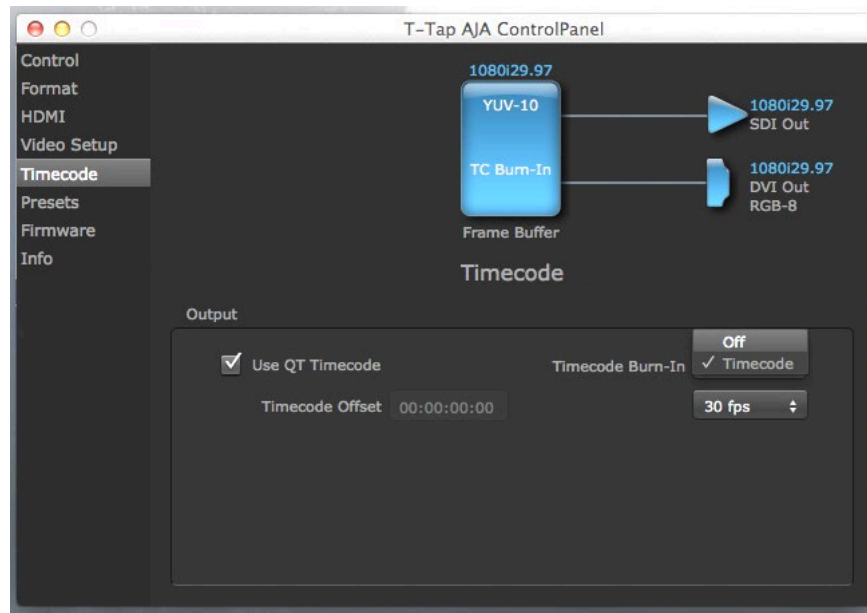 T-Tap AJA ControlPanel
Control
Format
HDMI
Video Setup
Timecode
Presets
Firmware
Info
1080i29.97
YUV-10
TC Burn-In
Frame Buffer
1080i29.97
SDI Out
1080i29.97
DVI Out
RGB-8
Timecode
Output
Use QT Timecode
Timecode Burn-In
Off
✓ Timecode
Timecode Offset 00:00:00:00
30 fps